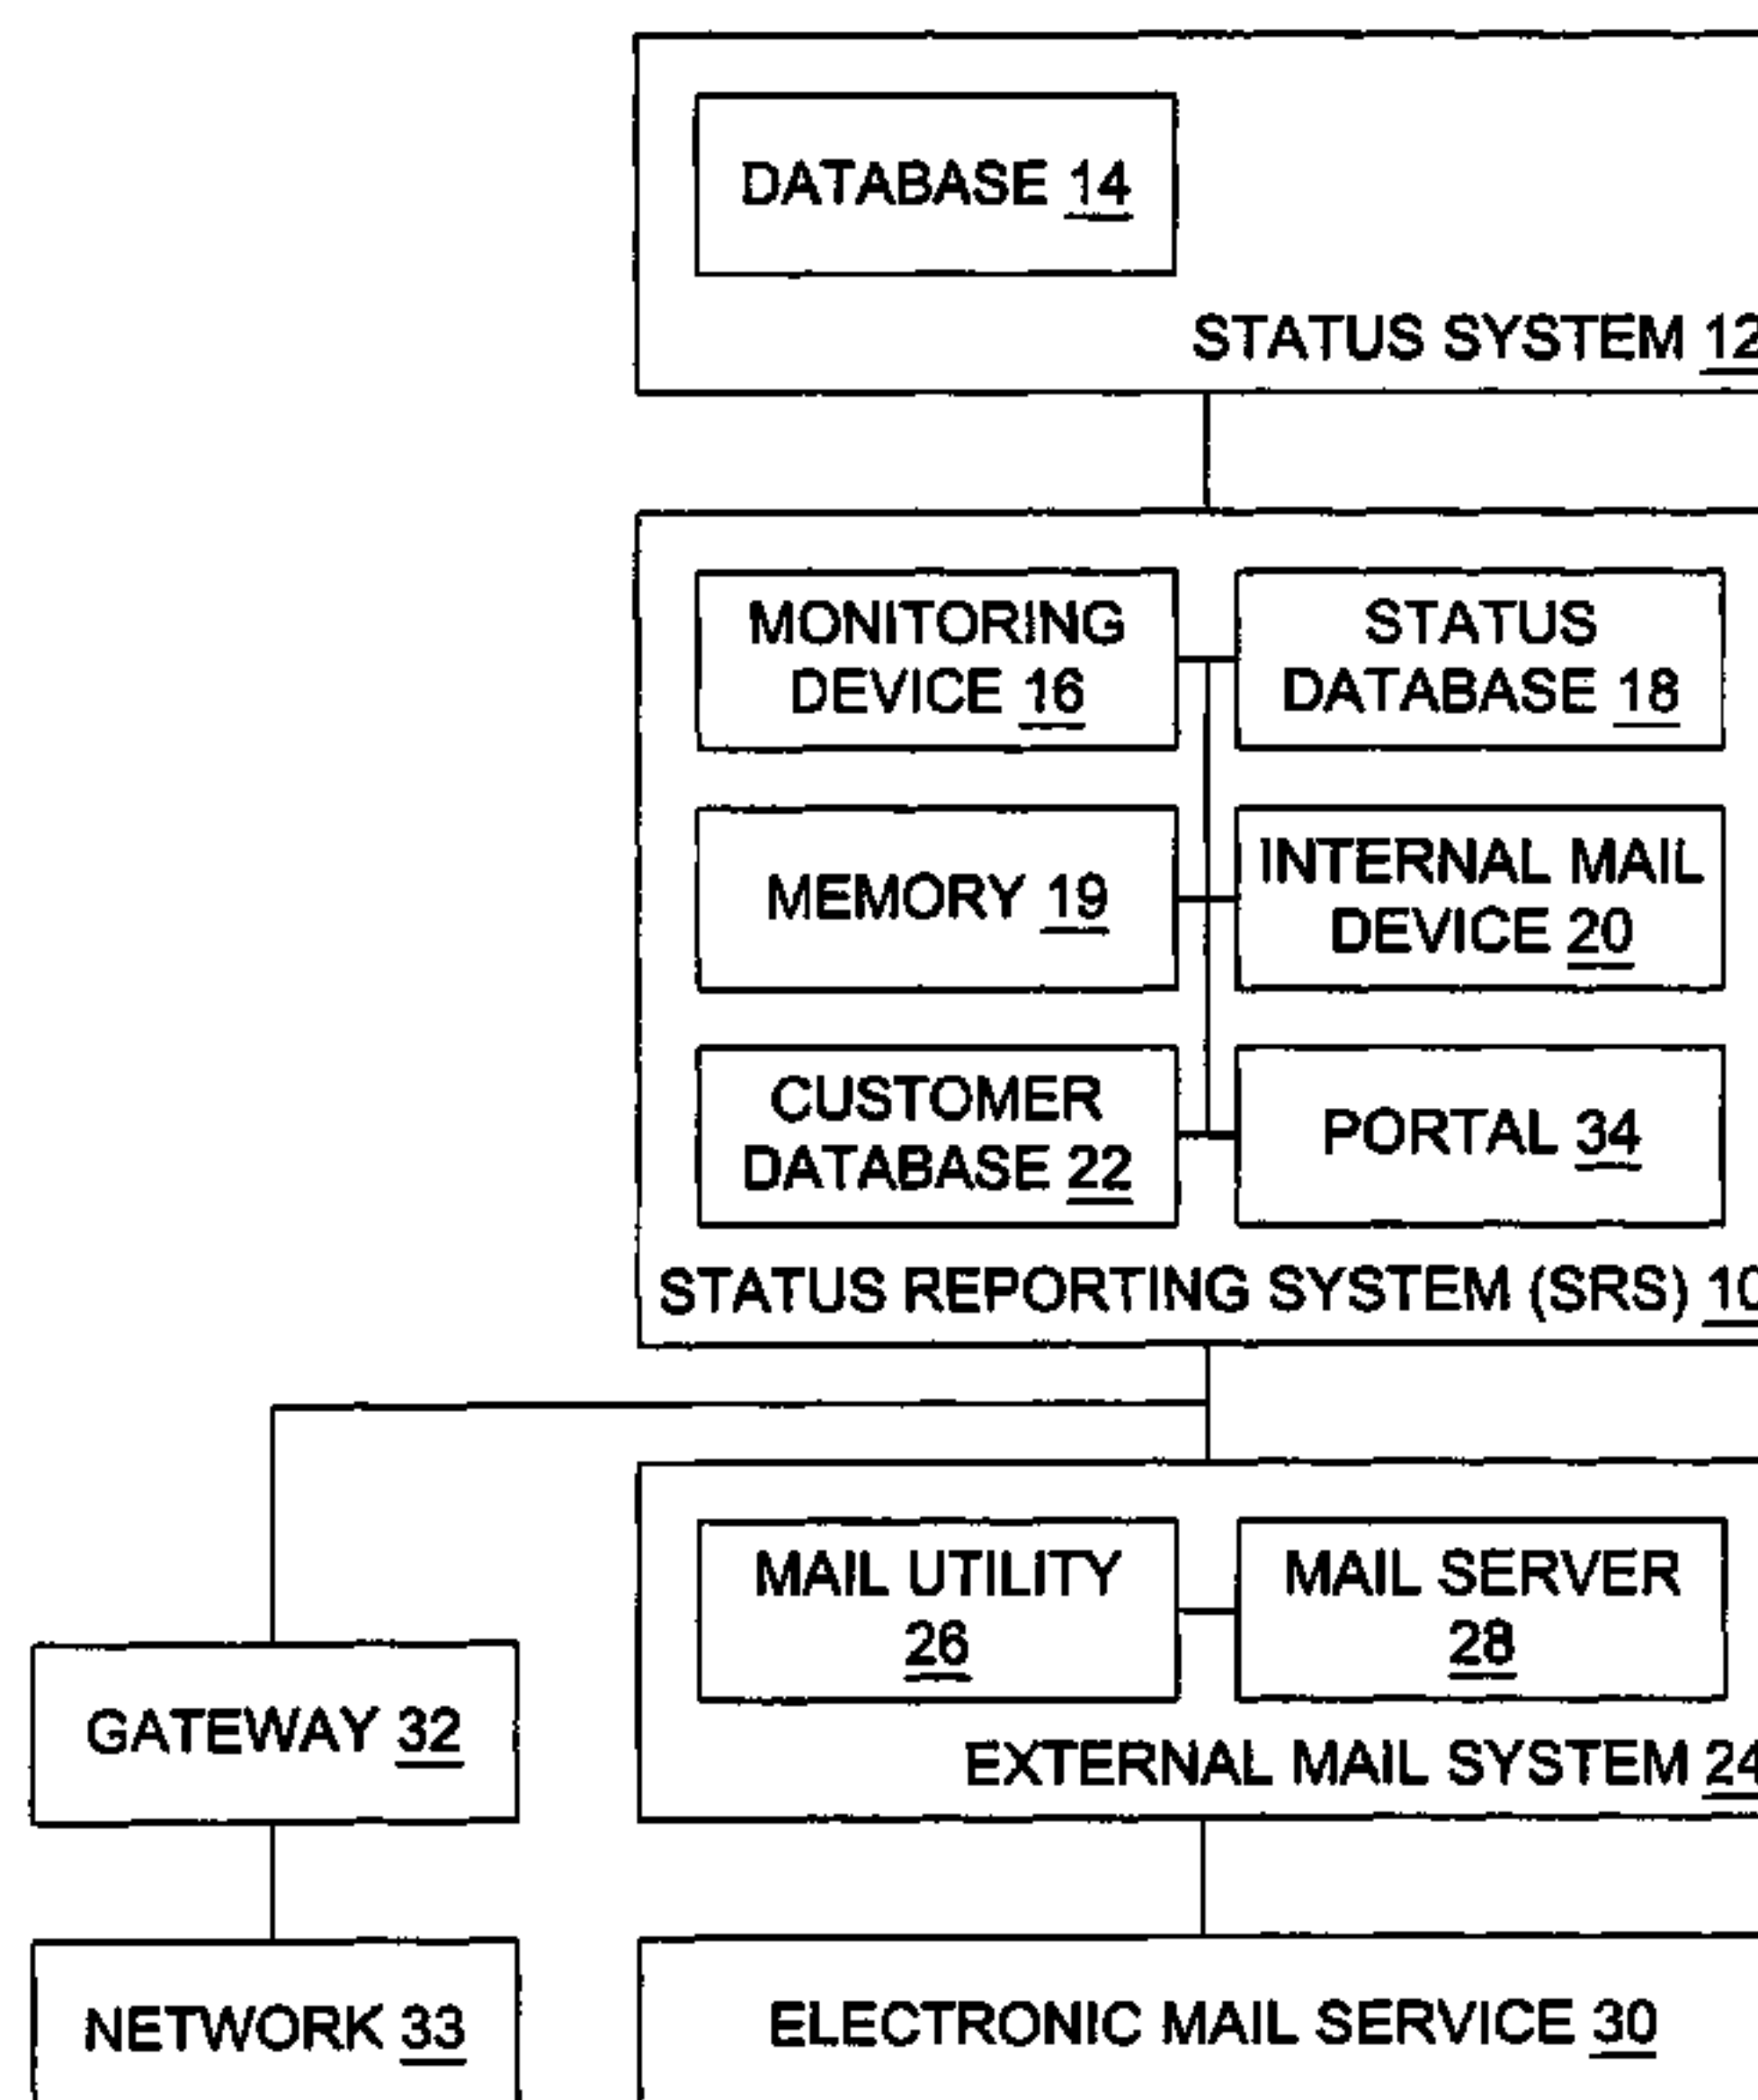 DATABASE 14
STATUS SYSTEM 12
MONITORING
DEVICE 16
STATUS
DATABASE 18
MEMORY 19
INTERNAL MAIL
DEVICE 20
CUSTOMER
DATABASE 22
PORTAL 34
STATUS REPORTING SYSTEM (SRS) 10
MAIL UTILITY
26
MAIL SERVER
28
EXTERNAL MAIL SYSTEM 24
GATEWAY 32
NETWORK 33
ELECTRONIC MAIL SERVICE 30